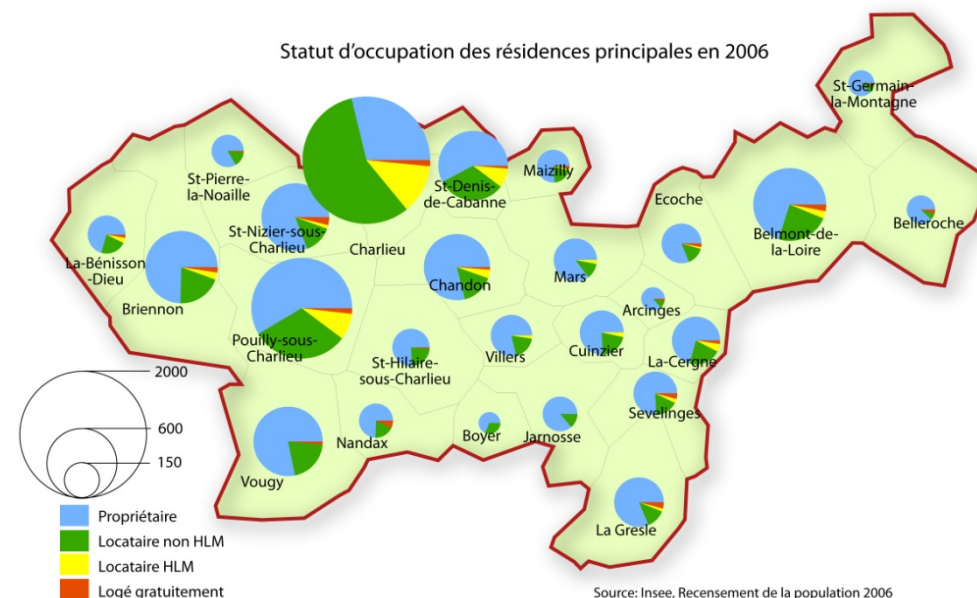 Statut d'occupation des résidences principales en 2006
St-Germain-
la-Montagne
St-Pierre-
la-Noaille
St-Denis-
de-Cabanne
Maizilly
Ecoche
Belleroche
St-Nizier-sous-
Charlieu
Charlieu
Belmont-de-
la-Loire
La-Bénisson
-Dieu
Briennon
Chandon
Mars
Arcinges
Pouilly-sous-
Charlieu
St-Hilaire-
sous-Charlieu
Villers
Cuinzier
La-Cergne
Sevelinges
Vougy
Nandax
Boyer
Jarnosse
La Gresle
2000
600
150
Propriétaire
Locataire non HLM
Locataire HLM
Logé gratuitement
Source: Insee, Recensement de la population 2006